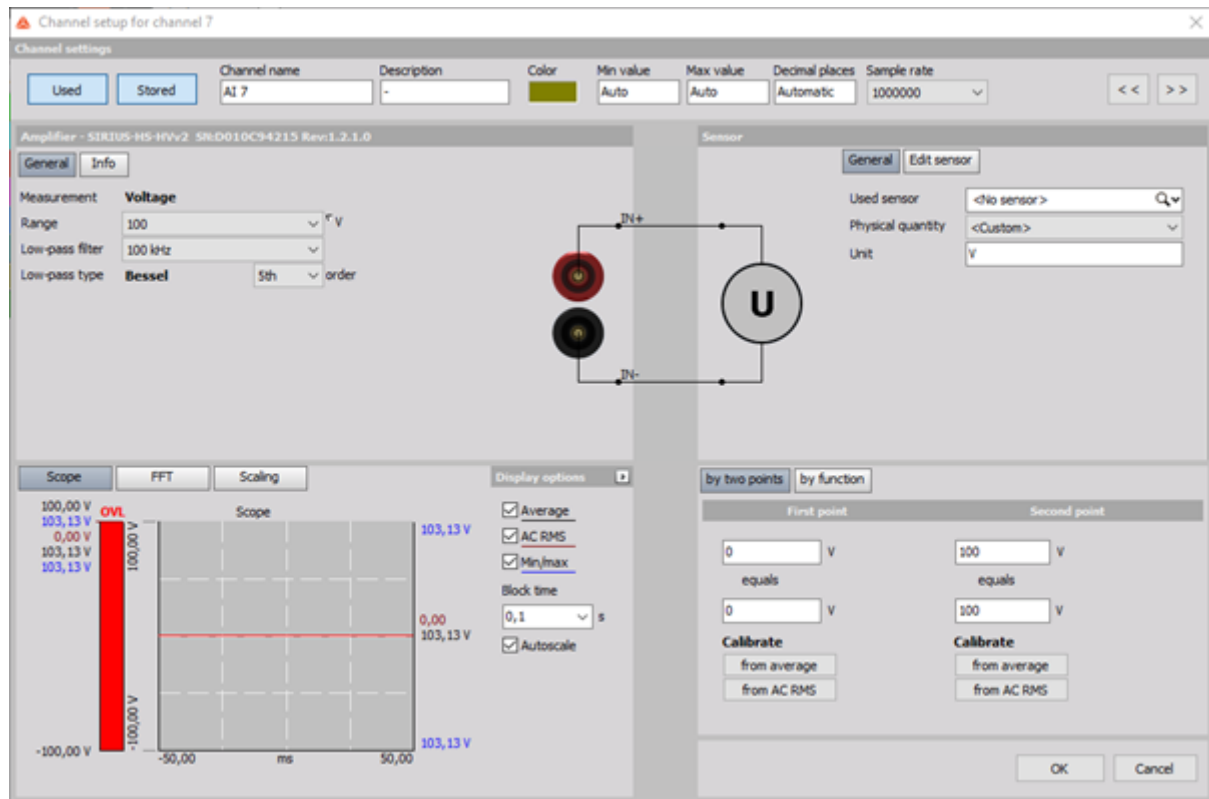 Channel setup for channel 7
Channel settings
Used Stored
Channel name Description Color Min value Max value Decimal places Sample rate
AI 7 - Auto Auto Automatic 1000000 << >>
Amplifier - SIRIUS-HS-HVv2 SN:D010C94215 Rev:1.2.1.0
General Info
Measurement Voltage
Range 100 V
Low-pass filter 100 kHz
Low-pass type Bessel 5th order
IN+
IN-
U
Sensor
General Edit sensor
Used sensor <No sensor>
Physical quantity <Custom>
Unit V
Scope FFT Scaling
100,00 V
103,13 V
0,00 V
103,13 V
103,13 V
-100,00 V
OVL
Scope
100,00 V
-100,00 V
-50,00 ms 50,00
103,13 V
0,00
103,13 V
103,13 V
Display options
Average
AC RMS
Min/max
Block time
0,1 s
Autoscale
by two points by function
First point Second point
0 V 100 V
equals equals
0 V 100 V
Calibrate Calibrate
from average from average
from AC RMS from AC RMS
OK Cancel